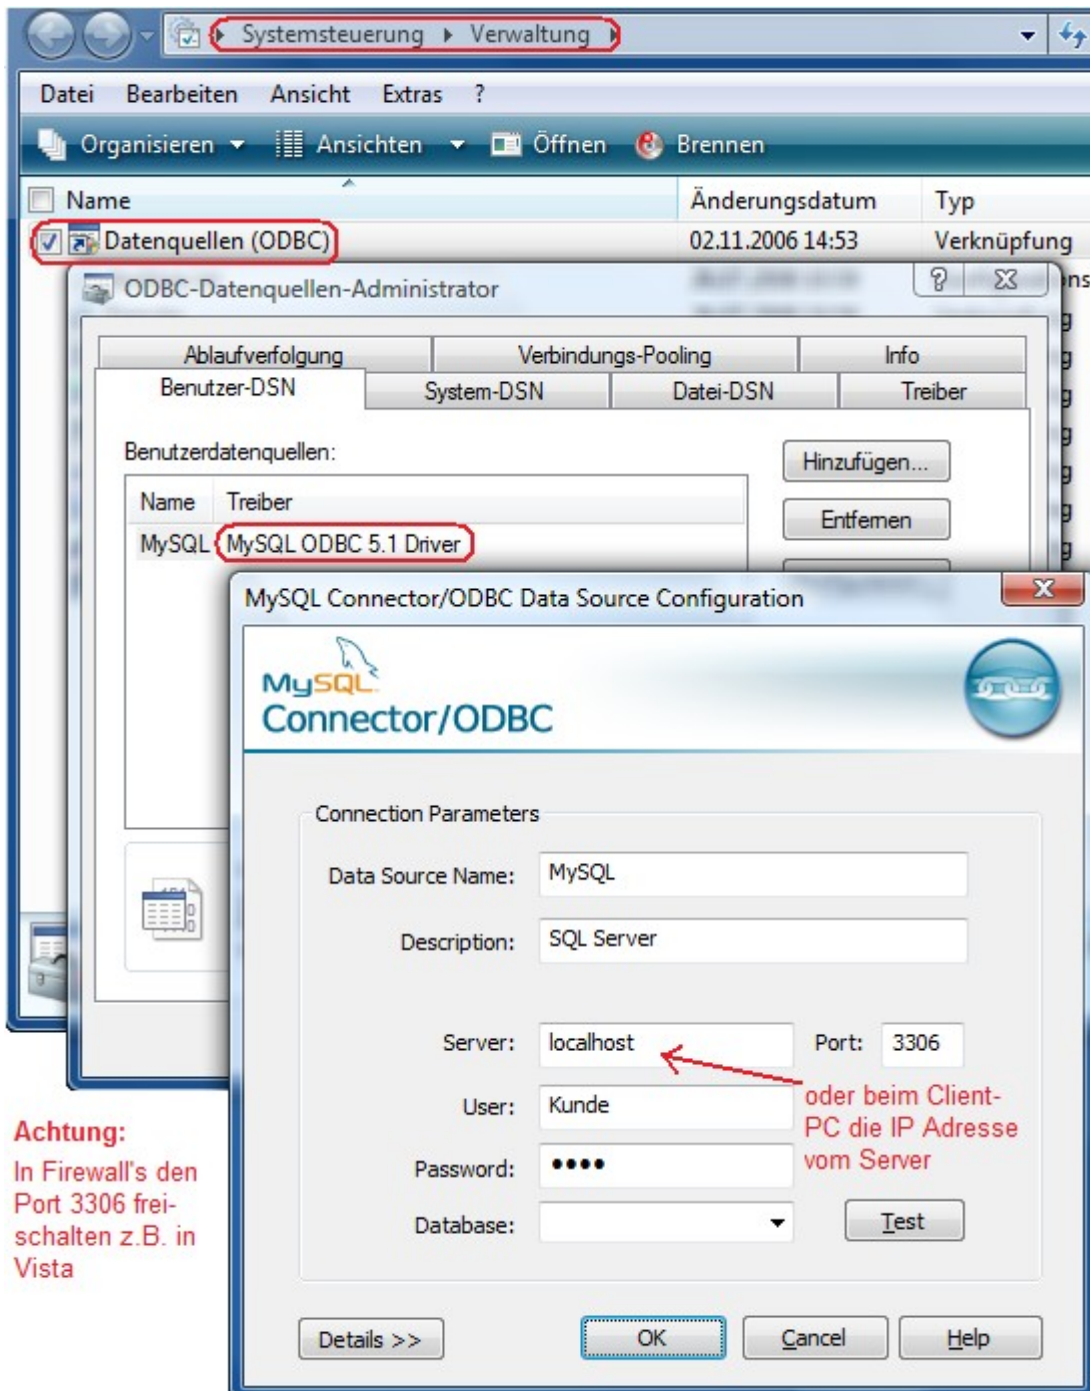 Systemsteuerung Verwaltung
Datei Bearbeiten Ansicht Extras ?
Organisieren Ansichten Öffnen Brennen
Name Änderungsdatum Typ
Datenquellen (ODBC) 02.11.2006 14:53 Verknüpfung
ODBC-Datenquellen-Administrator ?
Ablaufverfolgung Verbindungs-Pooling Info
Benutzer-DSN System-DSN Datei-DSN Treiber
Benutzerdatenquellen:
Hinzufügen...
Name Treiber
Entfernen
MySQL MySQL ODBC 5.1 Driver
MySQL Connector/ODBC Data Source Configuration
MySQL
Connector/ODBC
Connection Parameters
Data Source Name: MySQL
Description: SQL Server
Server: localhost Port: 3306
User: Kunde
Password: ••••
Database: Test
oder beim Client-
PC die IP Adresse
vom Server
Details >> OK Cancel Help
Achtung:
In Firewall's den
Port 3306 frei-
schalten z.B. in
Vista